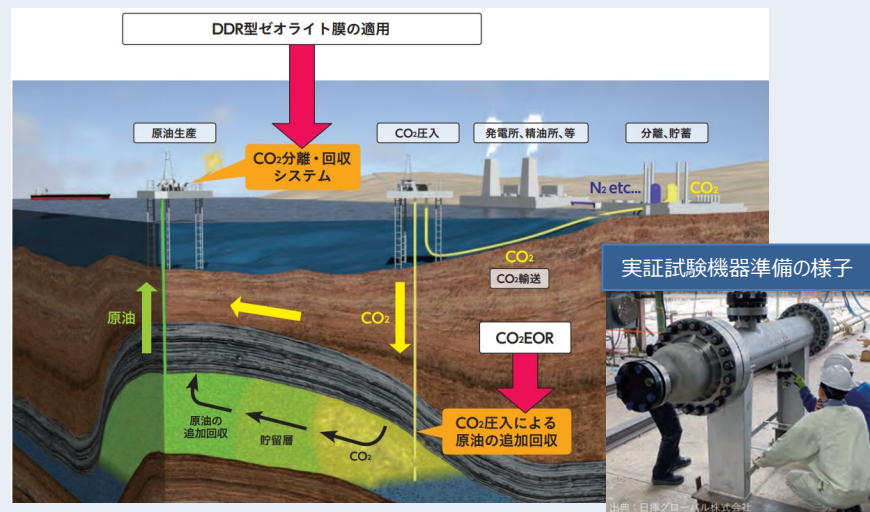 DDR型ゼオライト膜の適用
原油生産
CO₂圧入
発電所、精油所、等
分離、貯蓄
CO₂分離・回収
システム
N₂ etc...
CO₂
CO₂
CO₂輸送
実証試験機器準備の様子
原油
CO₂
CO₂EOR
原油の
追加回収
貯留層
CO₂
CO₂圧入による
原油の追加回収
出典：日揮グローバル株式会社